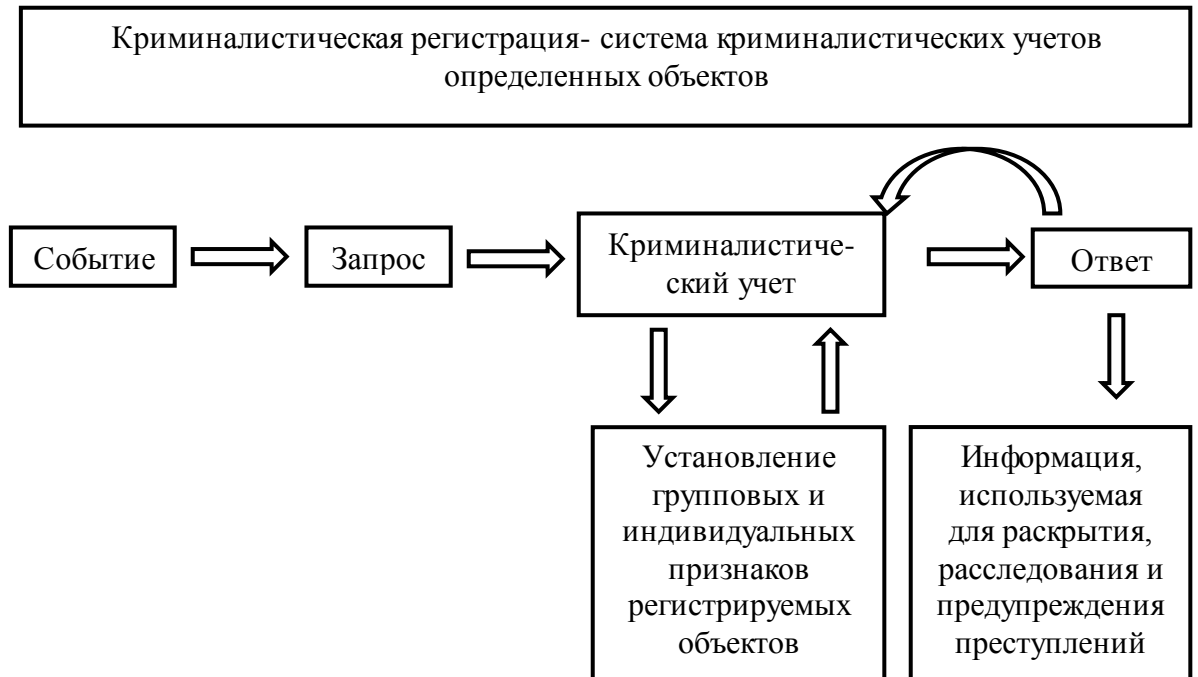 Криминалистическая регистрация- система криминалистических учетов
определенных объектов
Событие
Запрос
Криминалистиче-
ский учет
Ответ
Установление
групповых и
индивидуальных
признаков
регистрируемых
объектов
Информация,
используемая
для раскрытия,
расследования и
предупреждения
преступлений